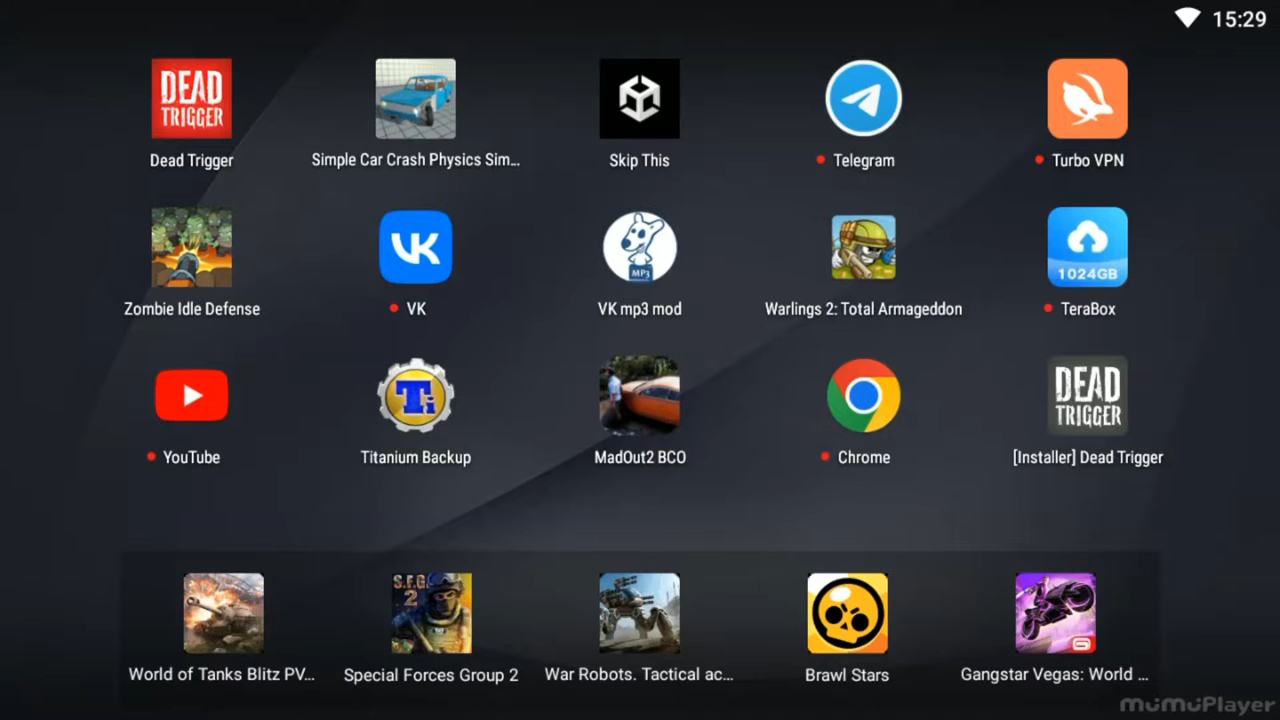 15:29
DEAD
TRIGGER
Dead Trigger
Simple Car Crash Physics Sim...
Skip This
Telegram
Turbo VPN
Zombie Idle Defense
VK
VK
MP3
VK mp3 mod
Warlings 2: Total Armageddon
1024GB
TeraBox
YouTube
Ti
Titanium Backup
MadOut2 BCO
Chrome
DEAD
TRIGGER
[Installer] Dead Trigger
World of Tanks Blitz PV...
S.F.G.
2
Special Forces Group 2
War Robots. Tactical ac...
Brawl Stars
G
Gangstar Vegas: World ...
MuMuPlayer